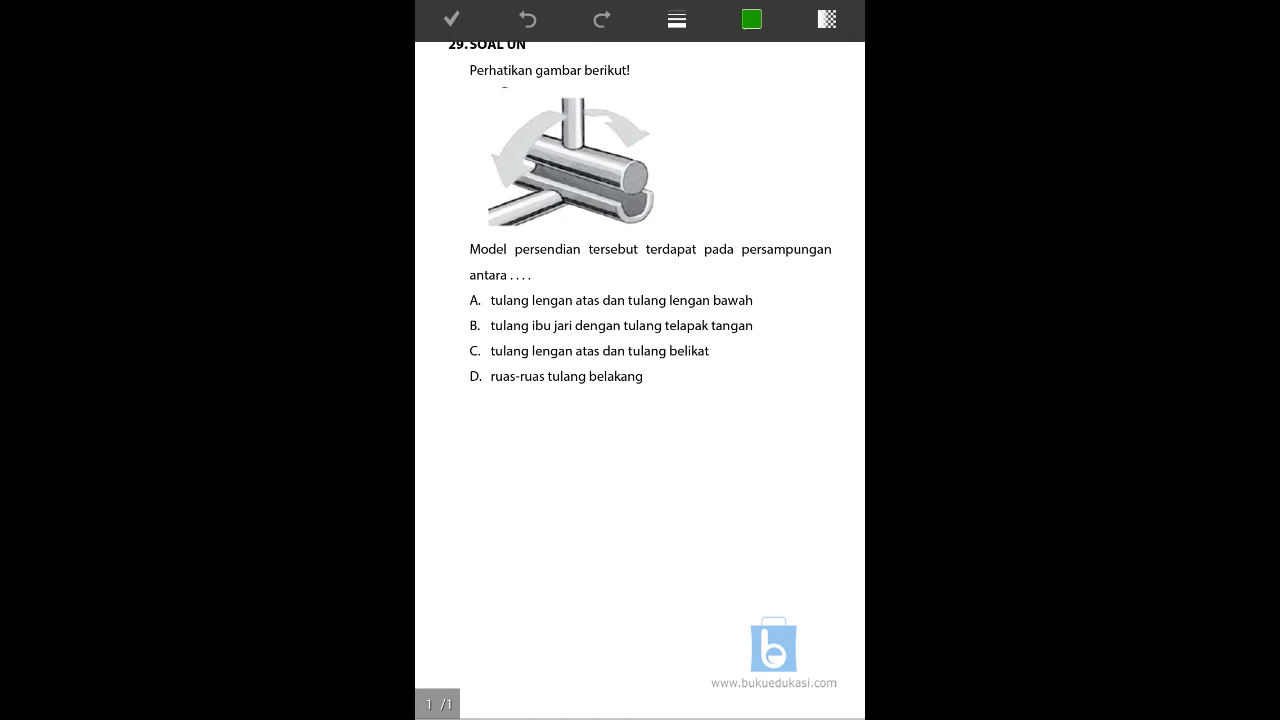 29. SOAL UN
Perhatikan gambar berikut!
Model persendian tersebut terdapat pada persampungan
antara . . . .
A. tulang lengan atas dan tulang lengan bawah
B. tulang ibu jari dengan tulang telapak tangan
C. tulang lengan atas dan tulang belikat
D. ruas-ruas tulang belakang
b
www.bukuedukasi.com
1 /1